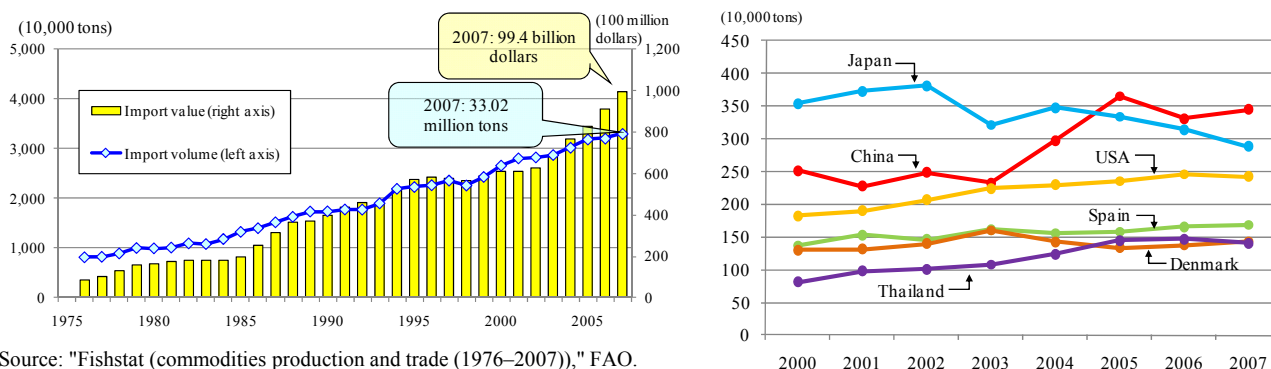 (10,000 tons)
(100 million
dollars)
2007: 99.4 billion
dollars
2007: 33.02
million tons
Import value (right axis)
Import volume (left axis)
5,000
4,000
3,000
2,000
1,000
0
1,200
1,000
800
600
400
200
0
1975 1980 1985 1990 1995 2000 2005
Source: "Fishstat (commodities production and trade (1976–2007))," FAO.
(10,000 tons)
450
400
350
300
250
200
150
100
50
0
Japan
China
USA
Spain
Denmark
Thailand
2000 2001 2002 2003 2004 2005 2006 2007